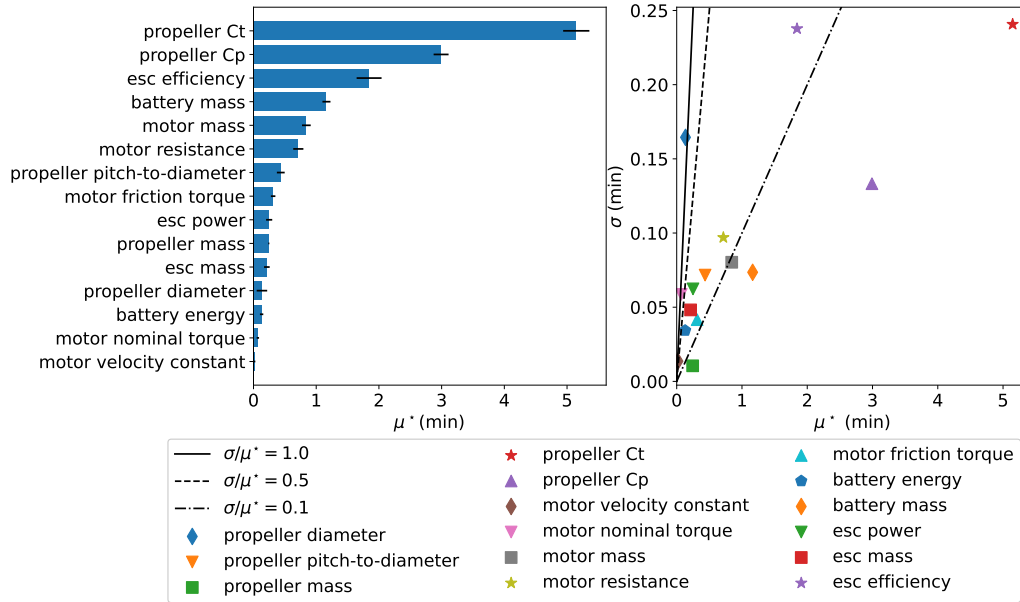 propeller Ct
propeller Cp
esc efficiency
battery mass
motor mass
motor resistance
propeller pitch-to-diameter
motor friction torque
esc power
propeller mass
esc mass
propeller diameter
battery energy
motor nominal torque
motor velocity constant
0 1 2 3 4 5
μ* (min)
0.25
0.20
0.15
0.10
0.05
0.00
σ (min)
0 1 2 3 4 5
μ* (min)
σ/μ* = 1.0
σ/μ* = 0.5
σ/μ* = 0.1
propeller diameter
propeller pitch-to-diameter
propeller mass
propeller Ct
propeller Cp
motor velocity constant
motor nominal torque
motor mass
motor resistance
motor friction torque
battery energy
battery mass
esc power
esc mass
esc efficiency